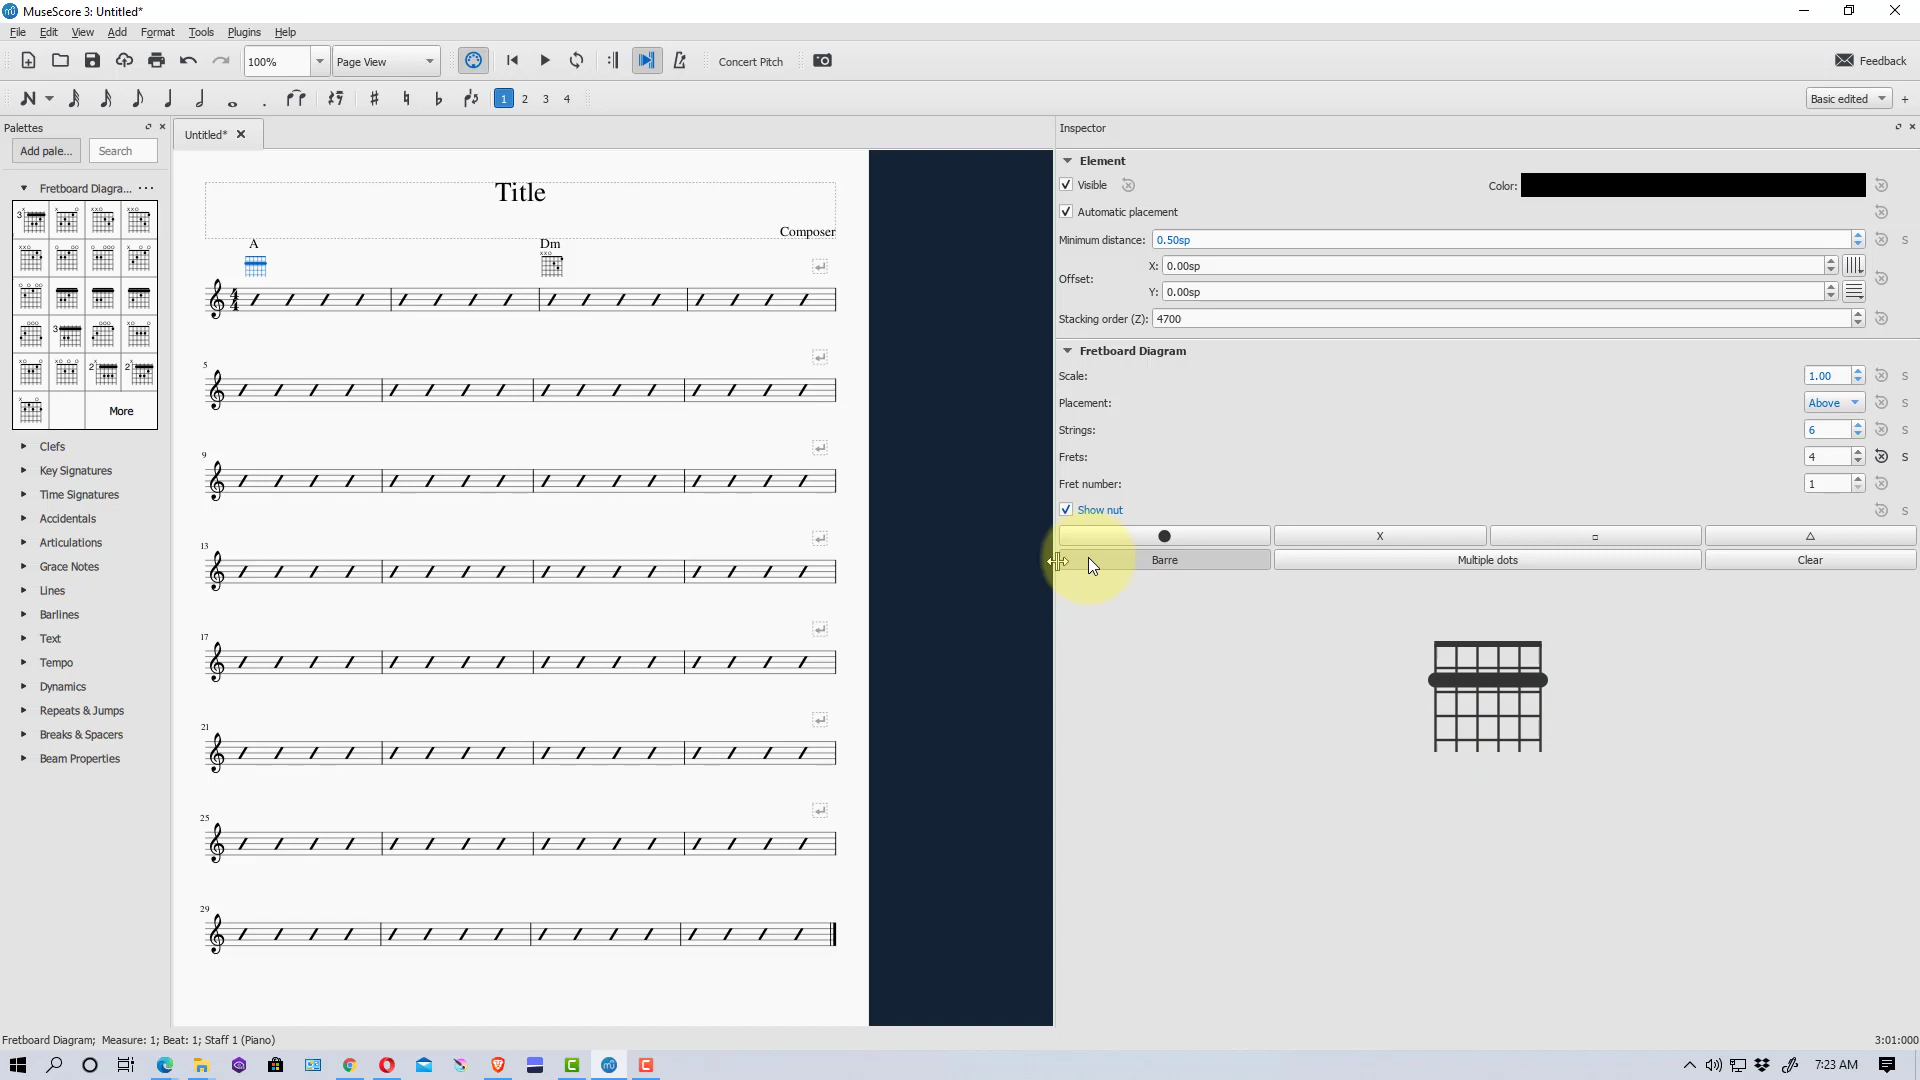 MuseScore 3: Untitled*
File Edit View Add Format Tools Plugins Help
100% Page View Concert Pitch Feedback
1 2 3 4 Basic edited +
Palettes
Add pale... Search
Fretboard Diagra... ...
More
Clefs
Key Signatures
Time Signatures
Accidentals
Articulations
Grace Notes
Lines
Barlines
Text
Tempo
Dynamics
Repeats & Jumps
Breaks & Spacers
Beam Properties
Untitled*
Title
Composer
A Dm
5
9
13
17
21
25
29
Inspector
Element
Visible Color:
Automatic placement
Minimum distance: 0.50sp S
Offset: X: 0.00sp
Y: 0.00sp
Stacking order (Z): 4700
Fretboard Diagram
Scale: 1.00 S
Placement: Above S
Strings: 6 S
Frets: 4 S
Fret number: 1
Show nut S
X
Barre Multiple dots Clear
Fretboard Diagram; Measure: 1; Beat: 1; Staff 1 (Piano) 3:01:000
7:23 AM